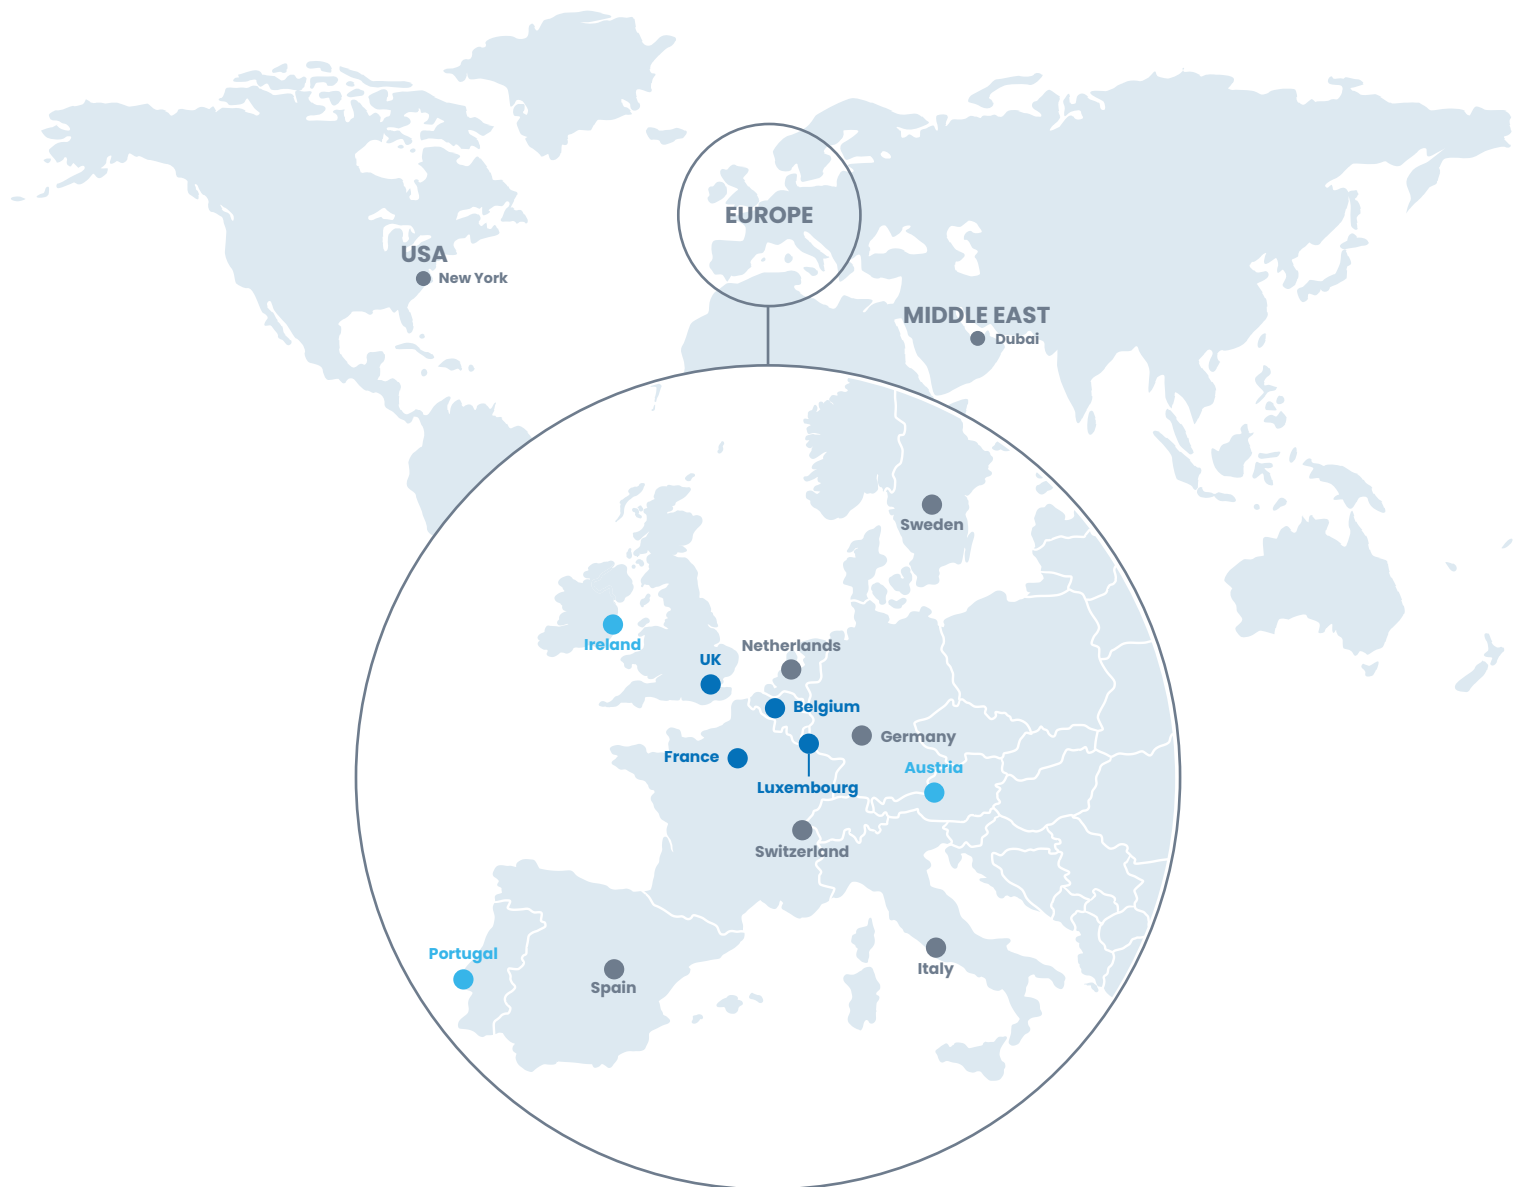 EUROPE
USA
New York
MIDDLE EAST
Dubai
Sweden
Ireland
Netherlands
UK
Belgium
France
Germany
Luxembourg
Austria
Switzerland
Portugal
Spain
Italy